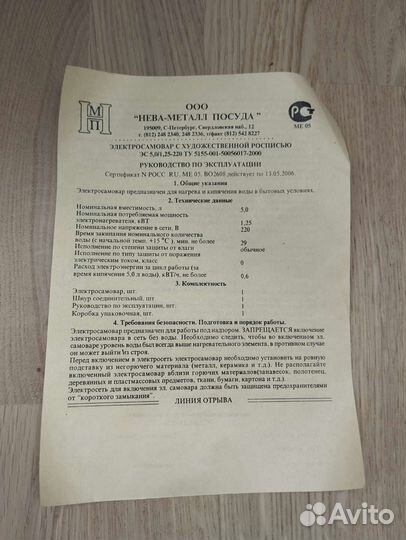 НМП
ООО
"НЕВА-МЕТАЛЛ ПОСУДА"
195009, С-Петербург, Свердловская наб., 12
т. (812) 248 2340, 248 2336, т/факс (812) 542 8227
РСТ
МЕ 05
ЭЛЕКТРОСАМОВАР С ХУДОЖЕСТВЕННОЙ РОСПИСЬЮ
ЭС 5,0/1,25-220 ТУ 5155-001-50056017-2000
РУКОВОДСТВО ПО ЭКСПЛУАТАЦИИ
Сертификат N РОСС RU. МЕ 05. ВО2608 действует по 13.05.2006
1. Общие указания
Электросамовар предназначен для нагрева и кипячения воды в бытовых условиях.
2. Технические данные
Номинальная вместимость, л 5,0
Номинальная потребляемая мощность
электронагревателя, кВТ 1,25
Номинальное напряжение в сети. В 220
Время закипания номинального количества
воды (с начальной темп. +15 °С ), мин. не более 29
Исполнение по степени защиты от влаги обычное
Исполнение по типу защиты от поражения
электрическим током, класс 0
Расход электроэнергии за цикл работы (за
время кипячения 5,0 л воды), кВТ/ч, не более 0,6
3. Комплектность
Электросамовар, шт. 1
Шнур соединительный, шт. 1
Руководство по эксплуатации, шт. 1
Коробка упаковочная, шт. 1
4. Требования безопасности. Подготовка и порядок работы.
Электросамовар предназначен для работы под надзором. ЗАПРЕЩАЕТСЯ включение
электросамовара в сеть без воды. Необходимо следить, чтобы во включенном эл.
самоваре уровень воды был всегда выше нагревательного элемента, в противном случае
он может выйти из строя.
Перед включением в электросеть электросамовар необходимо установить на ровную
подставку из негорючего материала (металл, керамика и т.д.). Не располагайте
включенный электросамовар вблизи горючих материалов(занавесок, полотенец,
деревянных и пластмассовых предметов, ткани, бумаги, картона и т.д.).
Электросеть для включения эл. самовара должна быть защищена предохранителями
от "короткого замыкания".
ЛИНИЯ ОТРЫВА
Avito